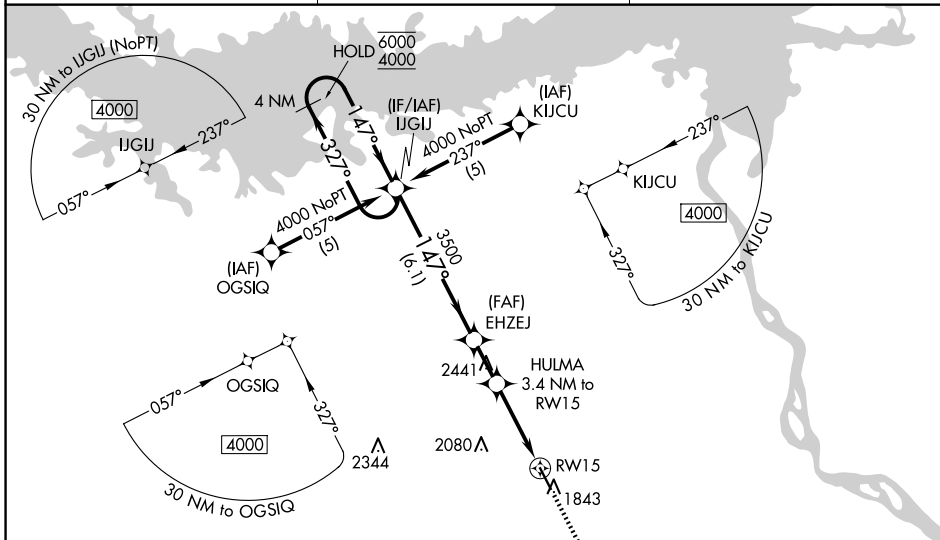 30 NM to IJGIJ (NoPT)
4000
IJGIJ
237°
057°
HOLD
6000
4000
4 NM
147°
327°
(IF/IAF)
IJGIJ
(IAF)
KIJCU
4000 NoPT
237°
(5)
4000 NoPT
057°
(5)
(IAF)
OGSIQ
237°
KIJCU
4000
327°
30 NM to KIJCU
3500
147°
(6.1)
(FAF)
EHZEJ
2441
HULMA
3.4 NM to
RW15
2080
RW15
1843
2344
OGSIQ
057°
327°
4000
30 NM to OGSIQ